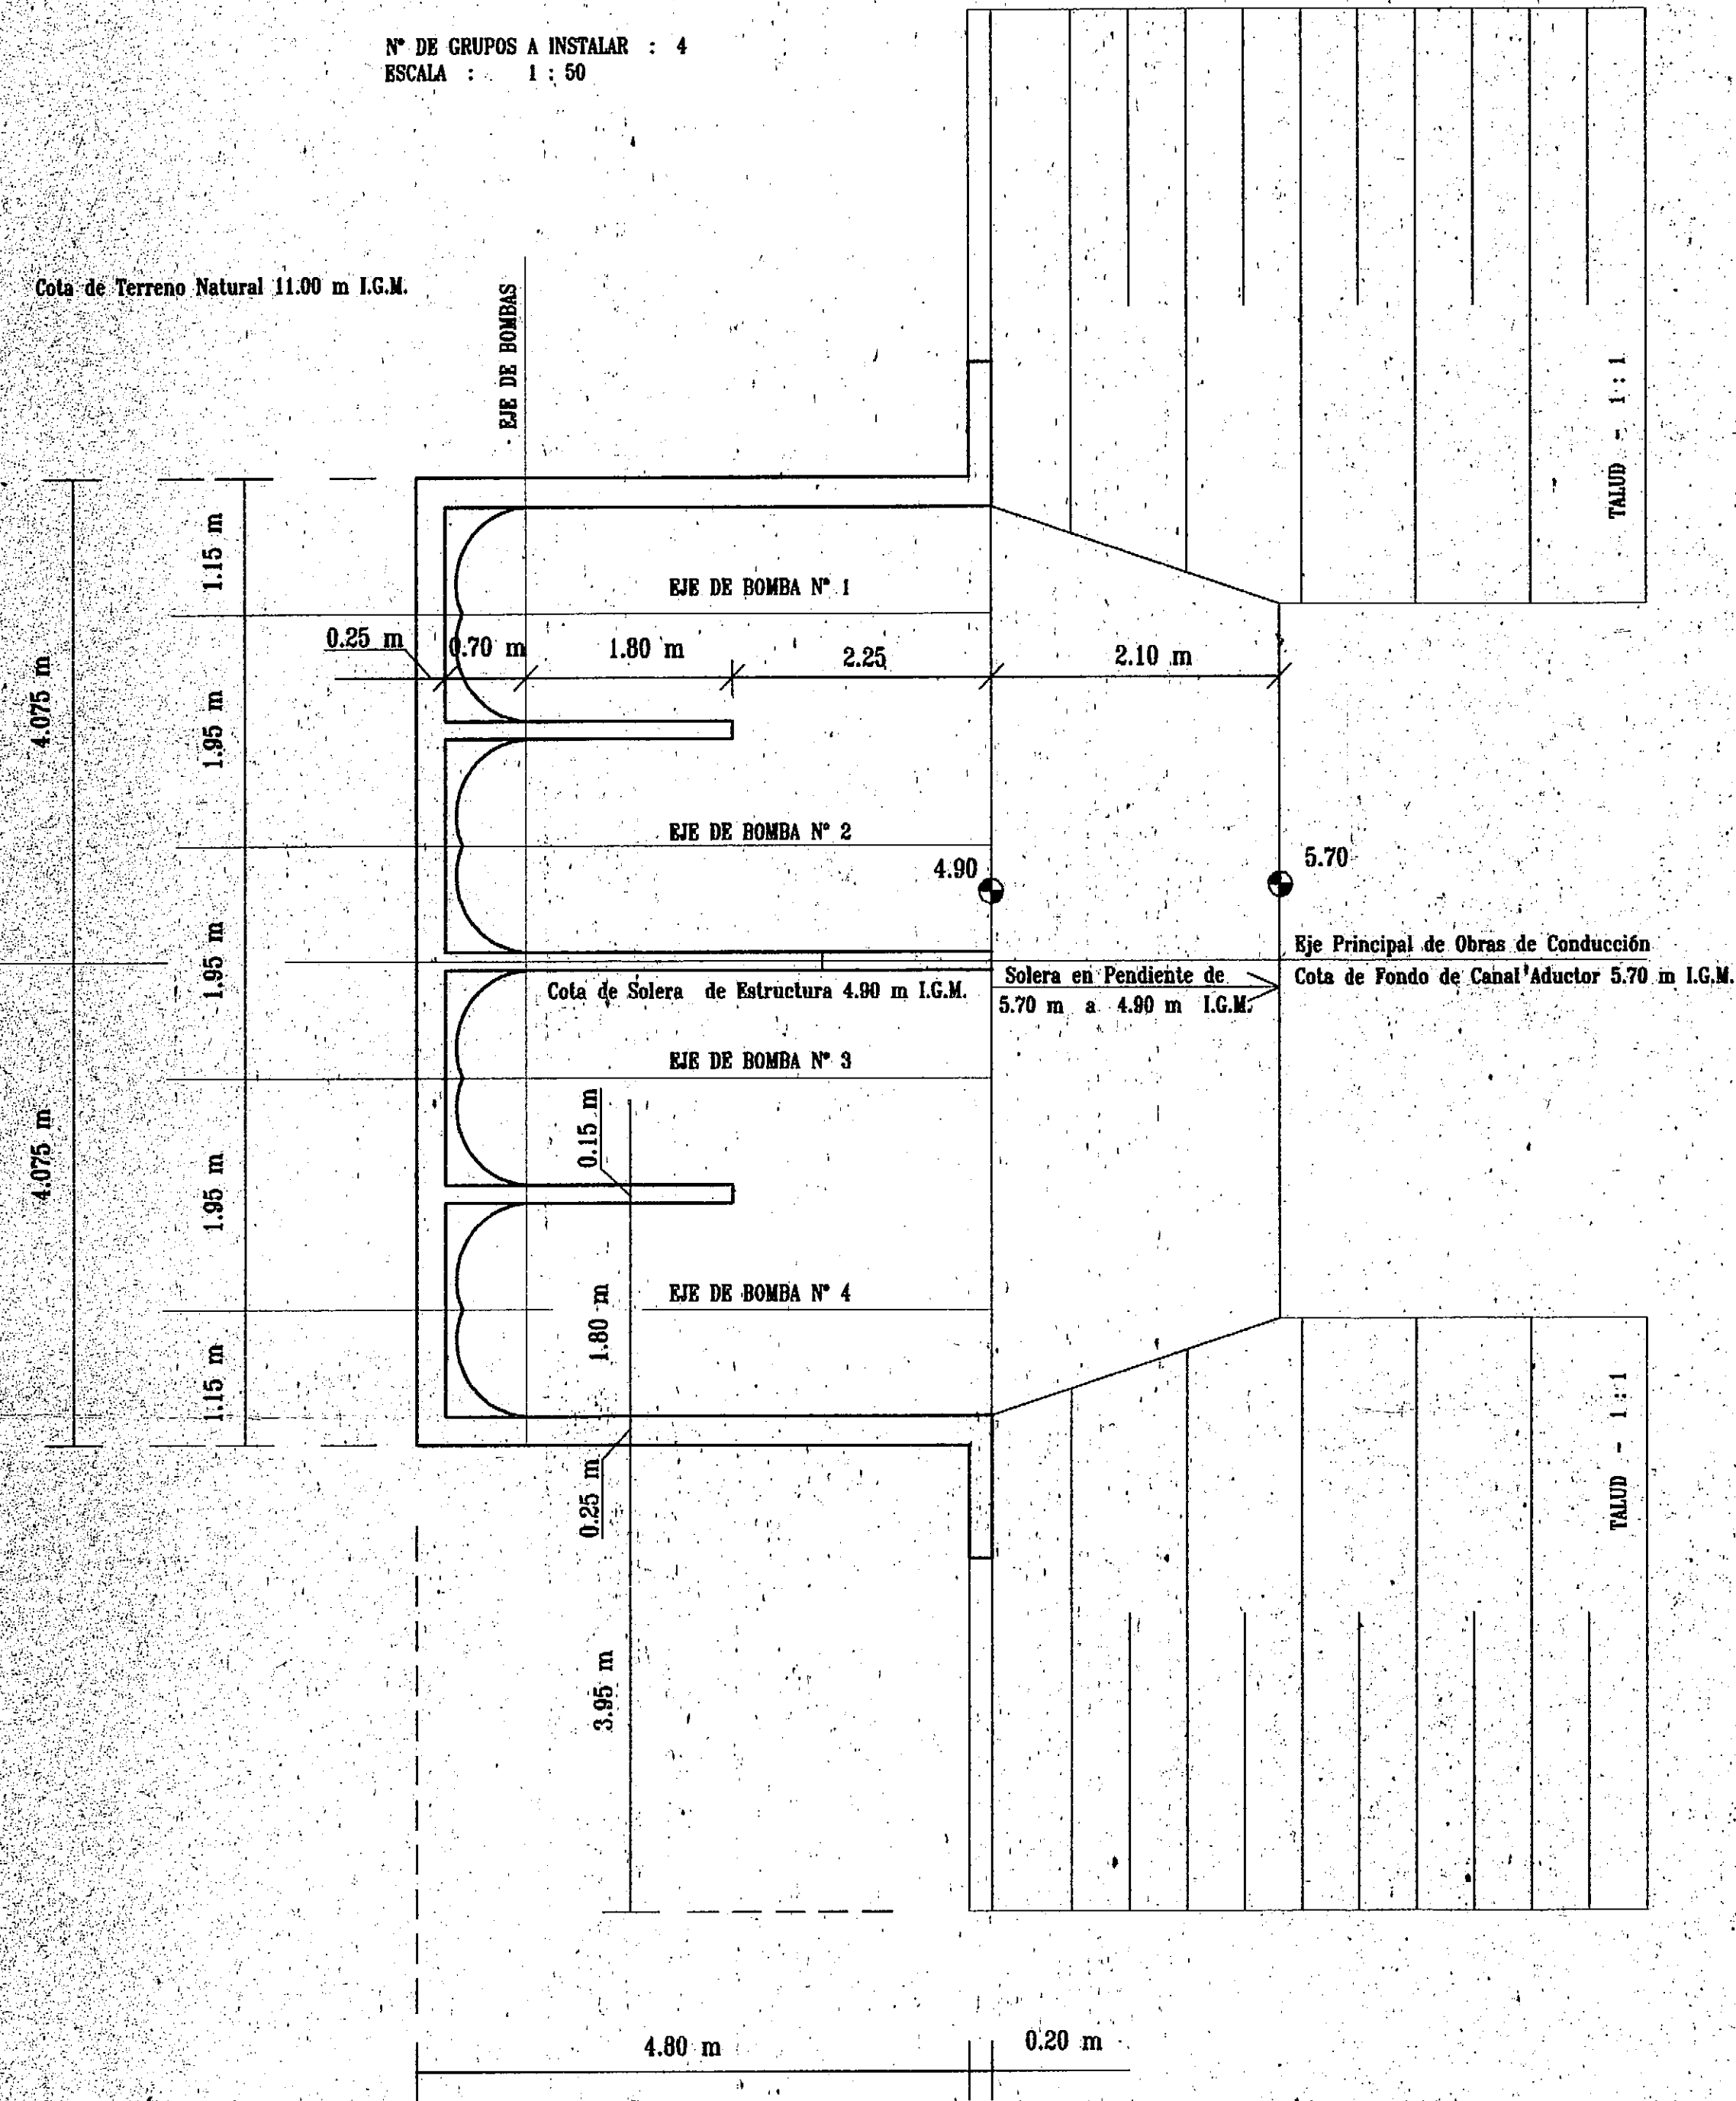 N° DE GRUPOS A INSTALAR : 4
ESCALA : 1 : 50
Cota de Terreno Natural 11.00 m I.G.M.
EJE DE BOMBAS
TALUD - 1 : 1
1.15 m
EJE DE BOMBA N° 1
0.25 m
0.70 m
1.80 m
2.25
2.10 m
4.075 m
1.95 m
EJE DE BOMBA N° 2
4.90
5.70
1.95 m
Eje Principal de Obras de Conducción
Solera en Pendiente de
Cota de Fondo de Canal Aductor 5.70 m I.G.M.
Cota de Solera de Estructura 4.90 m I.G.M.
5.70 m a 4.90 m I.G.M.
EJE DE BOMBA N° 3
0.15 m
4.075 m
1.95 m
EJE DE BOMBA N° 4
1.80 m
1.15 m
TALUD - 1 : 1
0.25 m
3.95 m
4.80 m
0.20 m